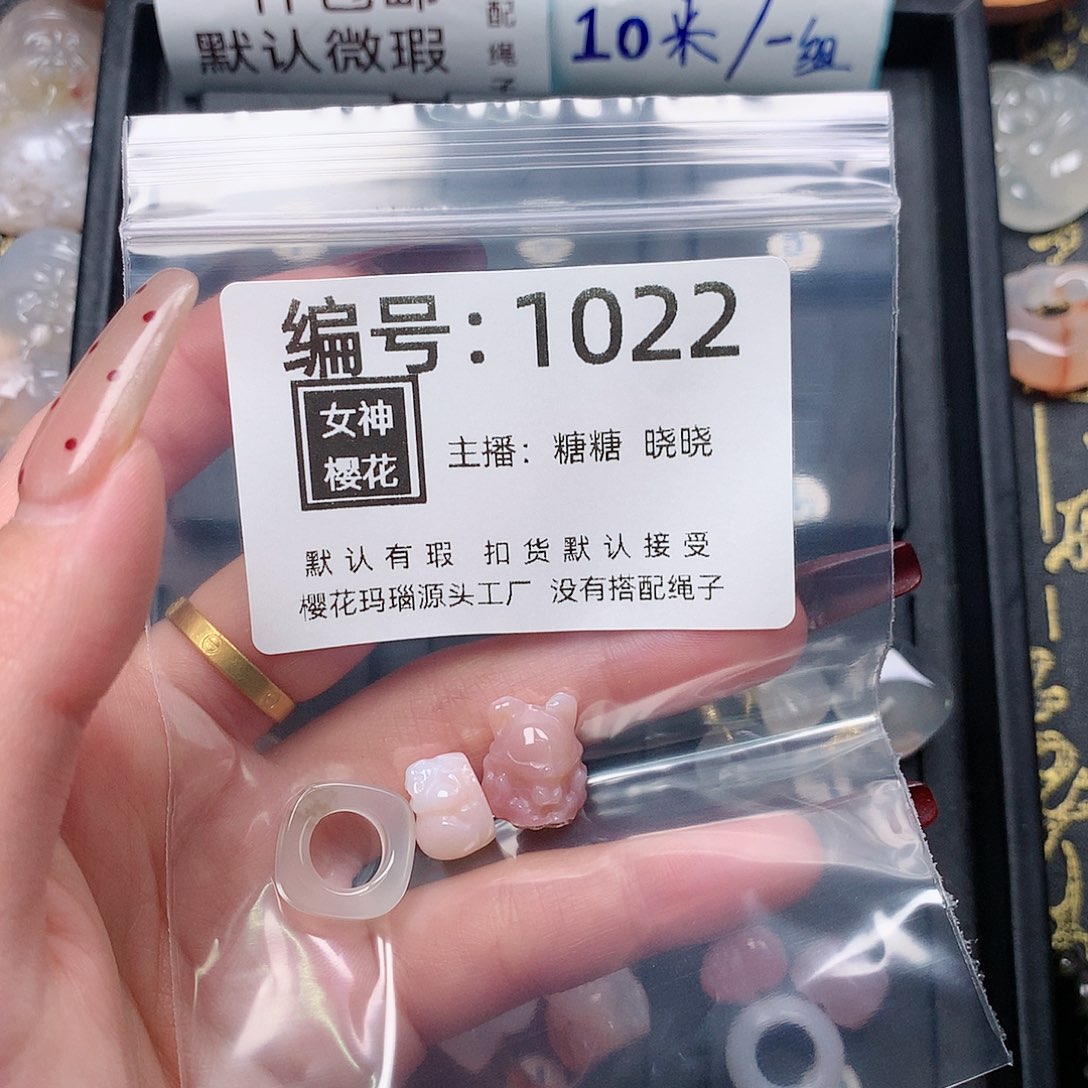 默认微瑕
配绳子
10米/一组
编号:1022
女神
樱花
主播: 糖糖 晓晓
默认有瑕 扣货默认接受
樱花玛瑙源头工厂 没有搭配绳子